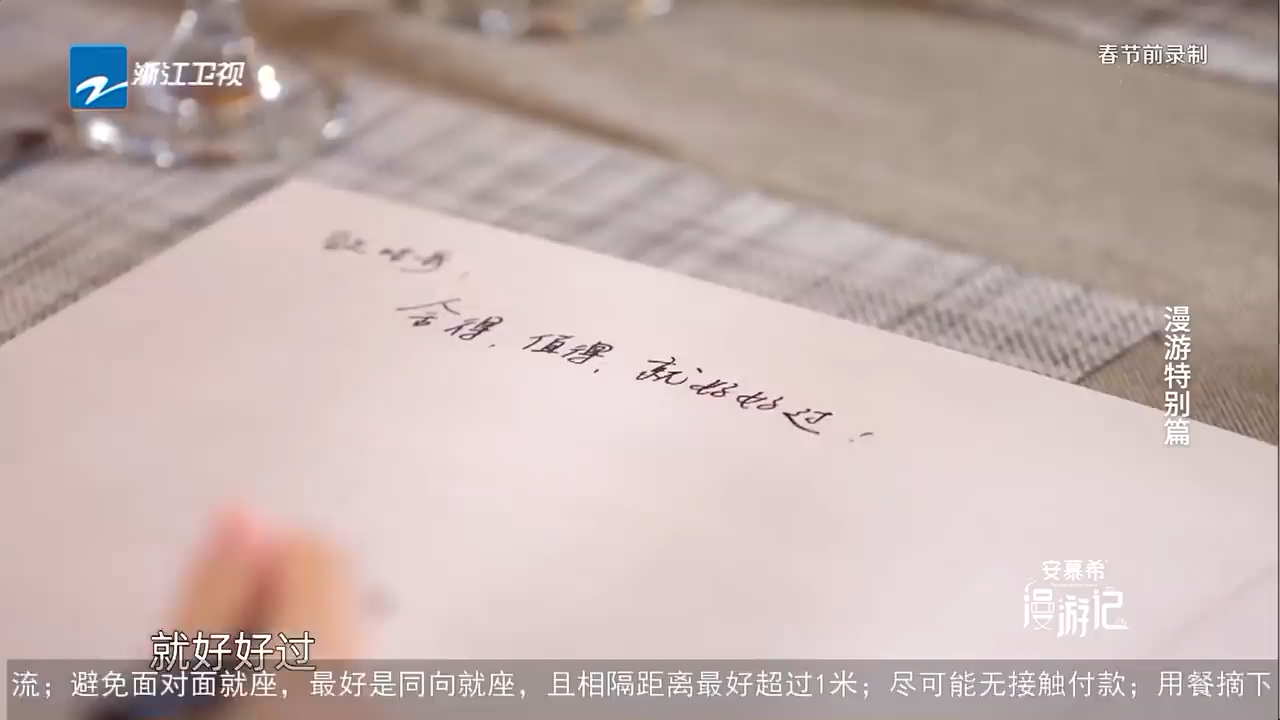 浙江卫视
春节前录制
舍得，值得，就好好过！
漫游特别篇
安慕希
漫游记
就好好过
流；避免面对面就座，最好是同向就座，且相隔距离最好超过1米；尽可能无接触付款；用餐摘下